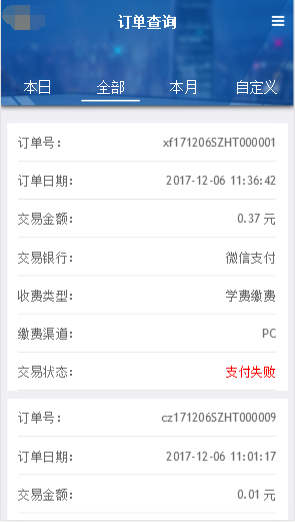 订单查询
本日 全部 本月 自定义
订单号: xf171206SZHT000001
订单日期: 2017-12-06 11:36:42
交易金额: 0.37 元
交易银行: 微信支付
收费类型: 学费缴费
缴费渠道: PC
交易状态: 支付失败
订单号: cz171206SZHT000009
订单日期: 2017-12-06 11:01:17
交易金额: 0.01 元